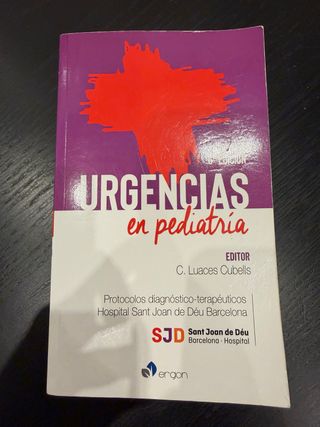 EDICIÓN
URGENCIAS
en pediatría
EDITOR
C. Luaces Cubells
Protocolos diagnóstico-terapéuticos
Hospital Sant Joan de Déu Barcelona
SJD Sant Joan de Déu
Barcelona · Hospital
ergon